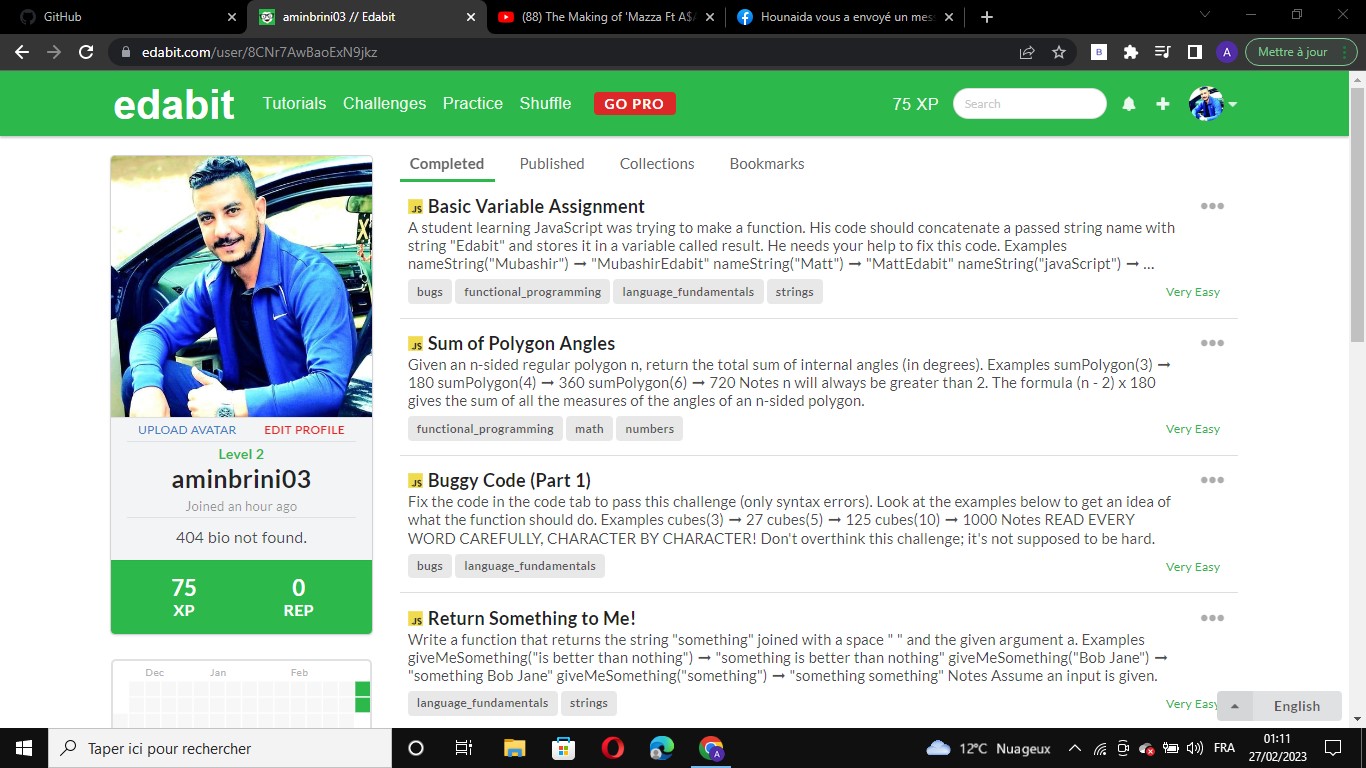 GitHub
aminbrini03 // Edabit
(88) The Making of 'Mazza Ft A$A
Hounaida vous a envoyé un mes
edabit.com/user/8CNr7AwBaoExN9jkz
B
A
Mettre à jour
edabit
Tutorials
Challenges
Practice
Shuffle
GO PRO
75 XP
Search
Completed
Published
Collections
Bookmarks
UPLOAD AVATAR
EDIT PROFILE
Level 2
aminbrini03
Joined an hour ago
404 bio not found.
75
XP
0
REP
Dec
Jan
Feb
JS Basic Variable Assignment
A student learning JavaScript was trying to make a function. His code should concatenate a passed string name with
string "Edabit" and stores it in a variable called result. He needs your help to fix this code. Examples
nameString("Mubashir") ➞ "MubashirEdabit" nameString("Matt") ➞ "MattEdabit" nameString("javaScript") ➞ ...
bugs
functional_programming
language_fundamentals
strings
Very Easy
JS Sum of Polygon Angles
Given an n-sided regular polygon n, return the total sum of internal angles (in degrees). Examples sumPolygon(3) ➞
180 sumPolygon(4) ➞ 360 sumPolygon(6) ➞ 720 Notes n will always be greater than 2. The formula (n - 2) x 180
gives the sum of all the measures of the angles of an n-sided polygon.
functional_programming
math
numbers
Very Easy
JS Buggy Code (Part 1)
Fix the code in the code tab to pass this challenge (only syntax errors). Look at the examples below to get an idea of
what the function should do. Examples cubes(3) ➞ 27 cubes(5) ➞ 125 cubes(10) ➞ 1000 Notes READ EVERY
WORD CAREFULLY, CHARACTER BY CHARACTER! Don't overthink this challenge; it's not supposed to be hard.
bugs
language_fundamentals
Very Easy
JS Return Something to Me!
Write a function that returns the string "something" joined with a space " " and the given argument a. Examples
giveMeSomething("is better than nothing") ➞ "something is better than nothing" giveMeSomething("Bob Jane") ➞
"something Bob Jane" giveMeSomething("something") ➞ "something something" Notes Assume an input is given.
language_fundamentals
strings
Very Easy
English
Taper ici pour rechercher
A
12°C Nuageux
FRA
01:11
27/02/2023